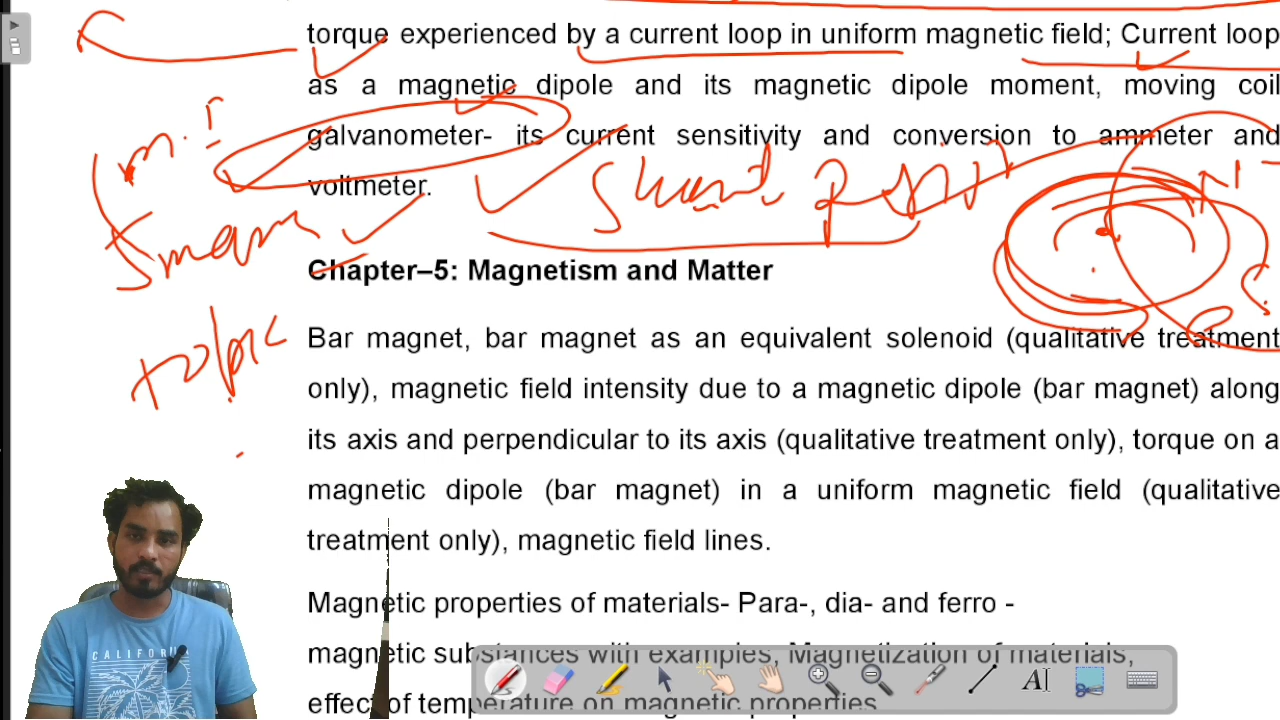 torque experienced by a current loop in uniform magnetic field; Current loop
as a magnetic dipole and its magnetic dipole moment, moving coil
m.I
galvanometer- its current sensitivity and conversion to ammeter and
voltmeter.
Shunt
5 mark
Chapter–5: Magnetism and Matter
topic
Bar magnet, bar magnet as an equivalent solenoid (qualitative treatment
only), magnetic field intensity due to a magnetic dipole (bar magnet) along
its axis and perpendicular to its axis (qualitative treatment only), torque on a
magnetic dipole (bar magnet) in a uniform magnetic field (qualitative
treatment only), magnetic field lines.
Magnetic properties of materials- Para-, dia- and ferro -
magnetic substances with examples, Magnetization of materials,
effect of temperature on magnetic properties
CALIFOR